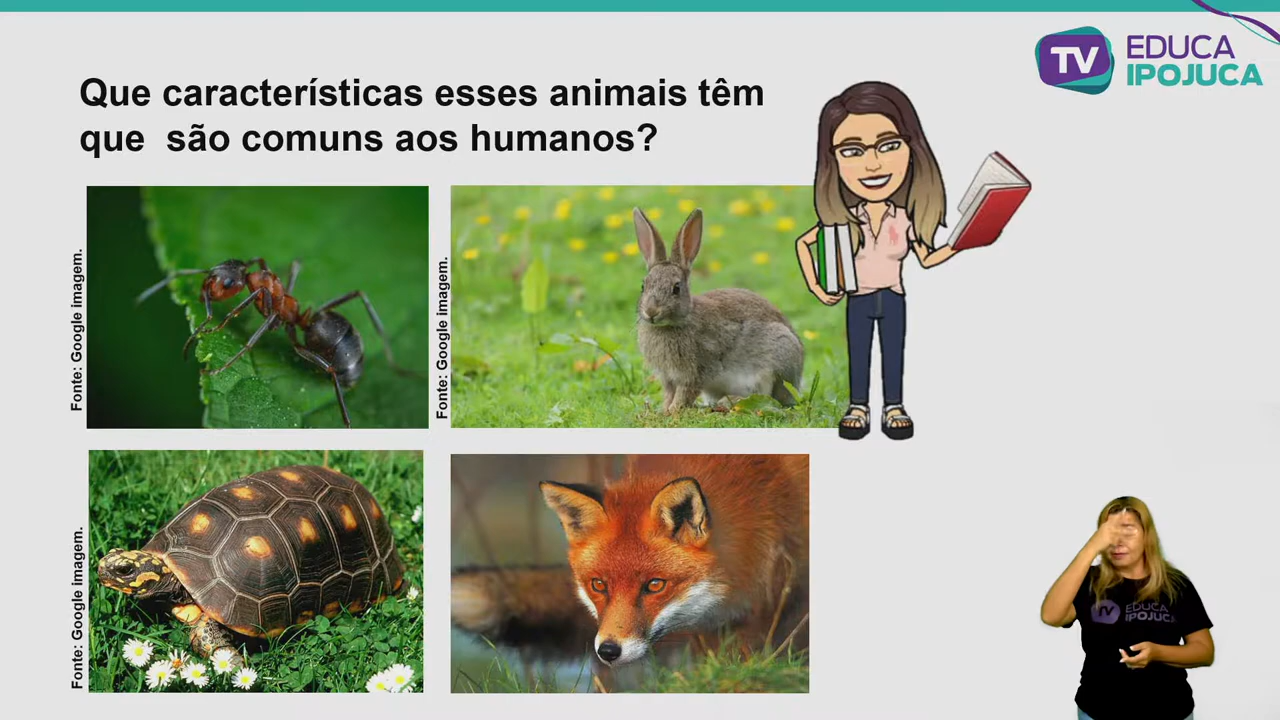 TV EDUCA
IPOJUCA
Que características esses animais têm
que são comuns aos humanos?
Fonte: Google imagem.
Fonte: Google imagem.
Fonte: Google imagem.
TV EDUCA
IPOJUCA